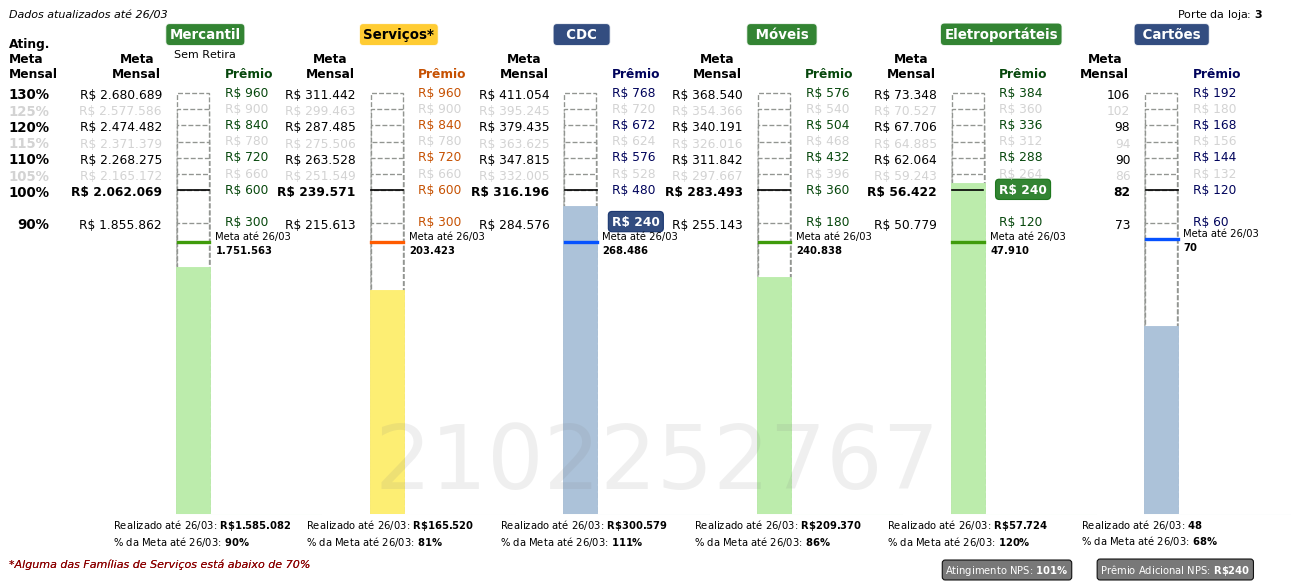 Dados atualizados até 26/03
Porte da loja: 3
Mercantil
Serviços*
CDC
Móveis
Eletroportáteis
Cartões
Sem Retira
Ating. Meta Mensal
Meta Mensal Prêmio Meta Mensal Prêmio Meta Mensal Prêmio Meta Mensal Prêmio Meta Mensal Prêmio Meta Mensal Prêmio
130% R$ 2.680.689 R$ 960 R$ 311.442 R$ 960 R$ 411.054 R$ 768 R$ 368.540 R$ 576 R$ 73.348 R$ 384 106 R$ 192
125% R$ 2.577.586 R$ 900 R$ 299.463 R$ 900 R$ 395.245 R$ 720 R$ 354.366 R$ 540 R$ 70.527 R$ 360 102 R$ 180
120% R$ 2.474.482 R$ 840 R$ 287.485 R$ 840 R$ 379.435 R$ 672 R$ 340.191 R$ 504 R$ 67.706 R$ 336 98 R$ 168
115% R$ 2.371.379 R$ 780 R$ 275.506 R$ 780 R$ 363.625 R$ 624 R$ 326.016 R$ 468 R$ 64.885 R$ 312 94 R$ 156
110% R$ 2.268.275 R$ 720 R$ 263.528 R$ 720 R$ 347.815 R$ 576 R$ 311.842 R$ 432 R$ 62.064 R$ 288 90 R$ 144
105% R$ 2.165.172 R$ 660 R$ 251.549 R$ 660 R$ 332.005 R$ 528 R$ 297.667 R$ 396 R$ 59.243 R$ 264 86 R$ 132
100% R$ 2.062.069 R$ 600 R$ 239.571 R$ 600 R$ 316.196 R$ 480 R$ 283.493 R$ 360 R$ 56.422 R$ 240 82 R$ 120
90% R$ 1.855.862 R$ 300 R$ 215.613 R$ 300 R$ 284.576 R$ 240 R$ 255.143 R$ 180 R$ 50.779 R$ 120 73 R$ 60
Meta até 26/03 Meta até 26/03 Meta até 26/03 Meta até 26/03 Meta até 26/03 Meta até 26/03
1.751.563 203.423 268.486 240.838 47.910 70
2102252767
Realizado até 26/03: R$1.585.082 Realizado até 26/03: R$165.520 Realizado até 26/03: R$300.579 Realizado até 26/03: R$209.370 Realizado até 26/03: R$57.724 Realizado até 26/03: 48
% da Meta até 26/03: 90% % da Meta até 26/03: 81% % da Meta até 26/03: 111% % da Meta até 26/03: 86% % da Meta até 26/03: 120% % da Meta até 26/03: 68%
*Alguma das Famílias de Serviços está abaixo de 70%
Atingimento NPS: 101%
Prêmio Adicional NPS: R$240